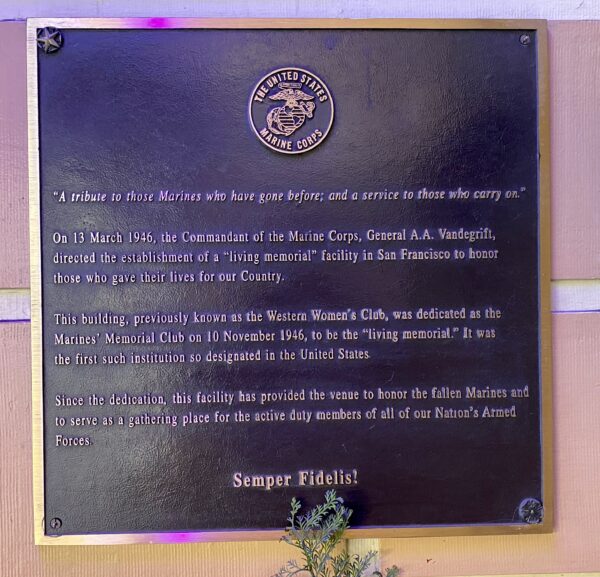 THE UNITED STATES
MARINE CORPS
"A tribute to those Marines who have gone before; and a service to those who carry on."
On 13 March 1946, the Commandant of the Marine Corps, General A.A. Vandegrift,
directed the establishment of a "living memorial" facility in San Francisco to honor
those who gave their lives for our Country.
This building, previously known as the Western Women's Club, was dedicated as the
Marines' Memorial Club on 10 November 1946, to be the "living memorial." It was
the first such institution so designated in the United States
Since the dedication, this facility has provided the venue to honor the fallen Marines and
to serve as a gathering place for the active duty members of all of our Nation's Armed
Forces.
Semper Fidelis!